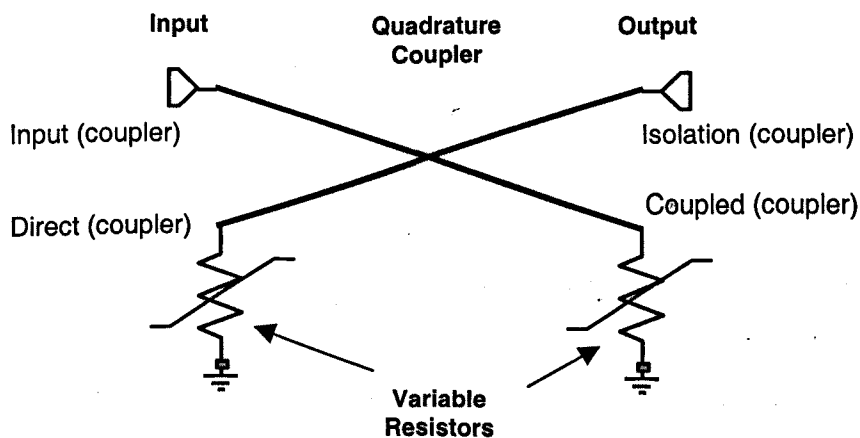 Input
Quadrature
Coupler
Output
Input (coupler)
Isolation (coupler)
Direct (coupler)
Coupled (coupler)
Variable
Resistors